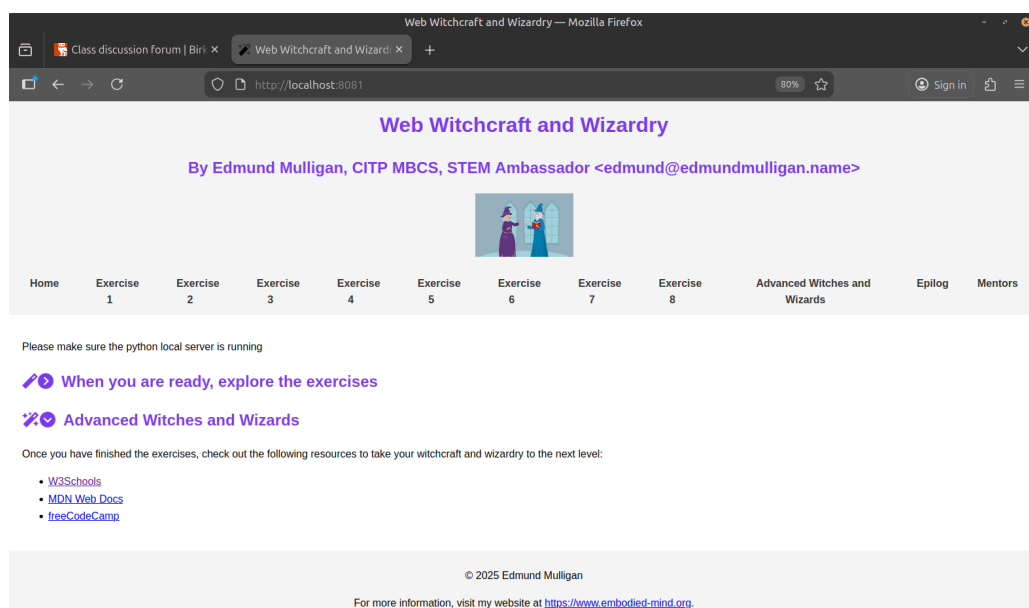 Web Witchcraft and Wizardry — Mozilla Firefox
Class discussion forum | Birk
Web Witchcraft and Wizardr
http://localhost:8081
80%
Sign in
Web Witchcraft and Wizardry
By Edmund Mulligan, CITP MBCS, STEM Ambassador <edmund@edmundmulligan.name>
Home Exercise 1 Exercise 2 Exercise 3 Exercise 4 Exercise 5 Exercise 6 Exercise 7 Exercise 8 Advanced Witches and Wizards Epilog Mentors
Please make sure the python local server is running
When you are ready, explore the exercises
Advanced Witches and Wizards
Once you have finished the exercises, check out the following resources to take your witchcraft and wizardry to the next level:
W3Schools
MDN Web Docs
freeCodeCamp
© 2025 Edmund Mulligan
For more information, visit my website at https://www.embodied-mind.org.